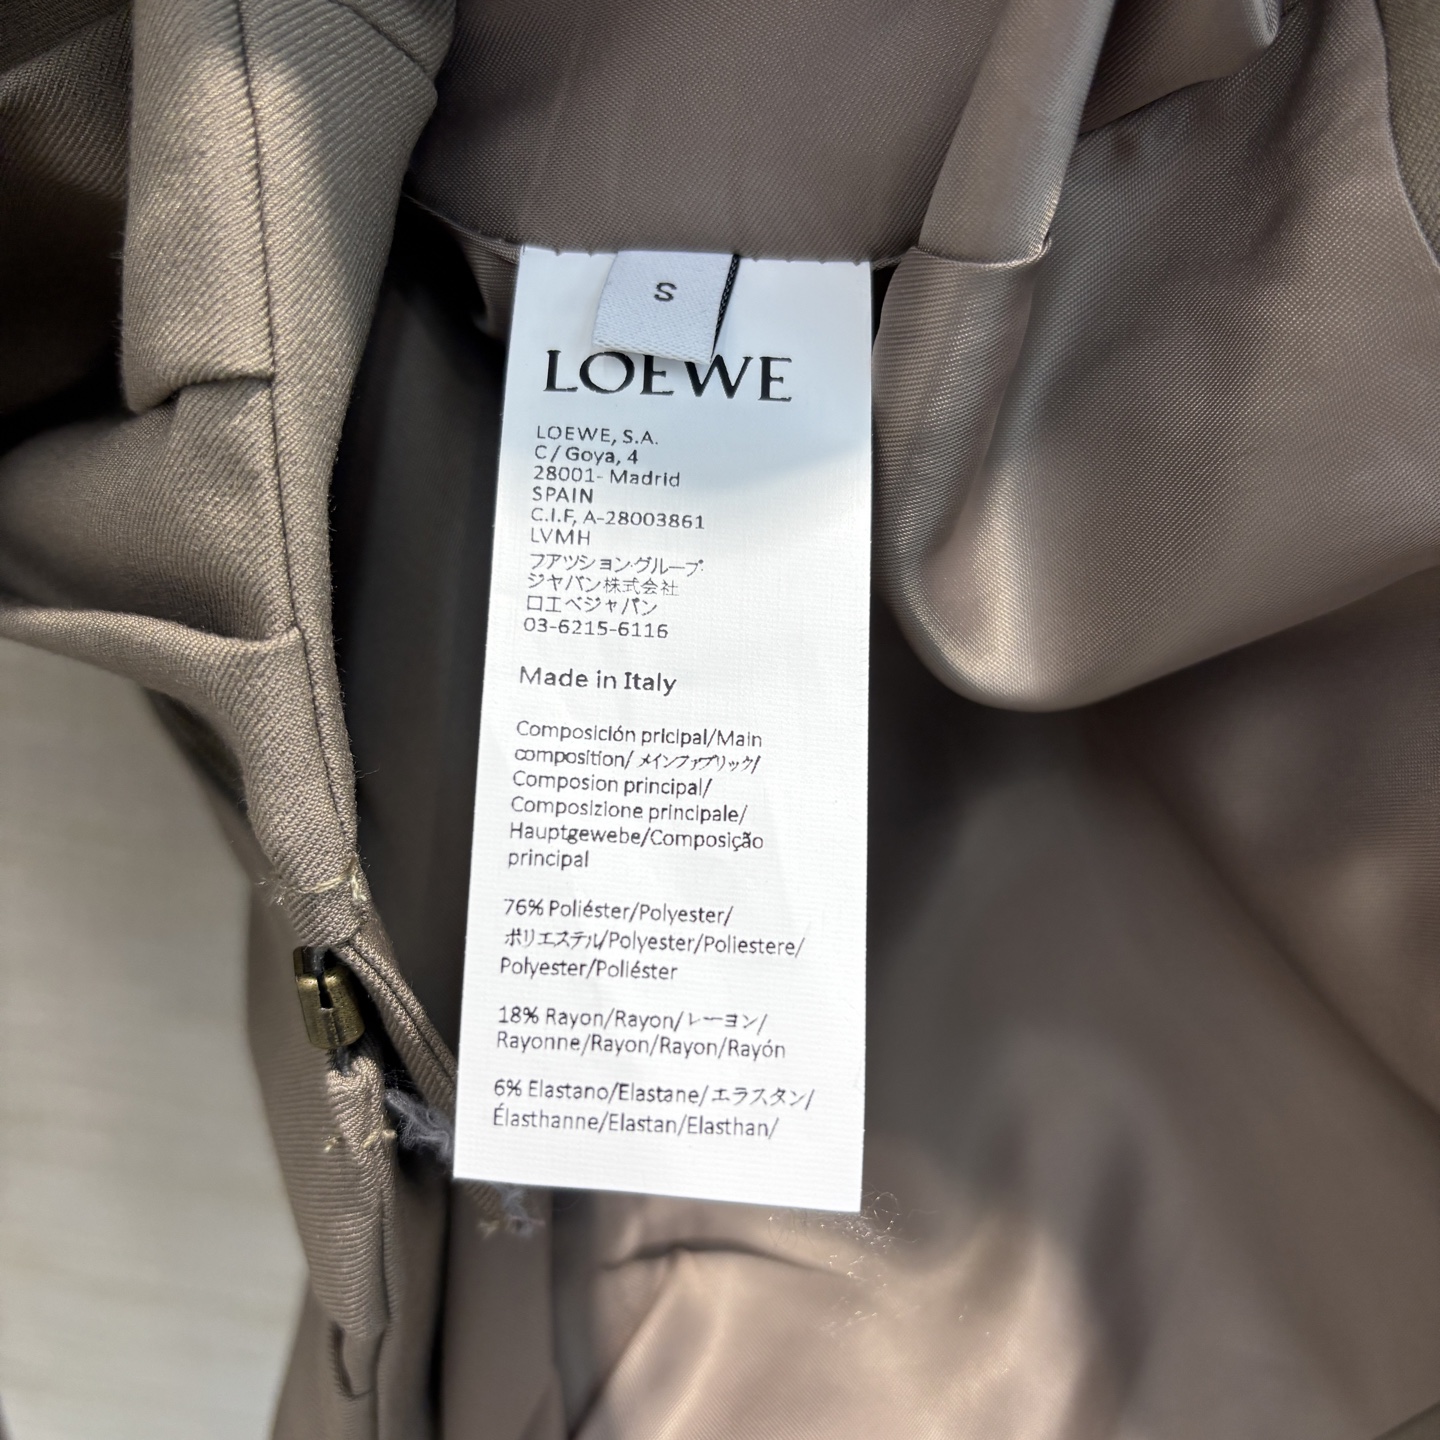 S
LOEWE
LOEWE, S.A.
C/Goya, 4
28001- Madrid
SPAIN
C.I.F, A-28003861
LVMH
フアツション·グループ·
ジヤパン株式会社
ロエベジャパン
03-6215-6116
Made in Italy
Composición pricipal/Main
composition/メインファブリック/
Composion principal/
Composizione principale/
Hauptgewebe/Composição
principal
76% Poliéster/Polyester/
ポリエステル/Polyester/Poliestere/
Polyester/Poliéster
18% Rayon/Rayon/レーヨン/
Rayonne/Rayon/Rayon/Rayón
6% Elastano/Elastane/エラスタン/
Élasthanne/Elastan/Elasthan/